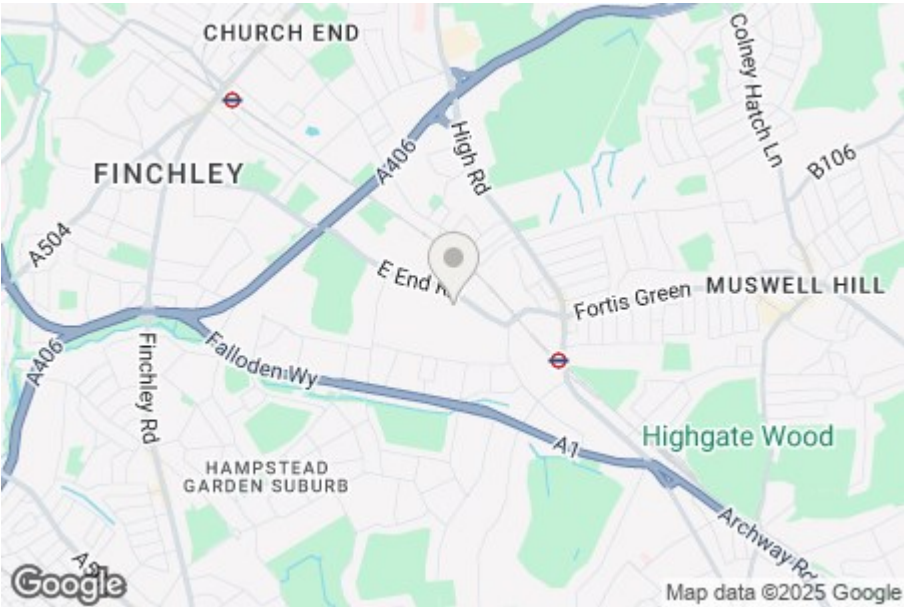 CHURCH END
Colney Hatch Ln
High Rd
A406
B106
FINCHLEY
A504
E End
Fortis Green
MUSWELL HILL
A406
Finchley Rd
Falloden Wy
A1
Highgate Wood
HAMPSTEAD
GARDEN SUBURB
Archway Rd
Google
Map data ©2025 Google